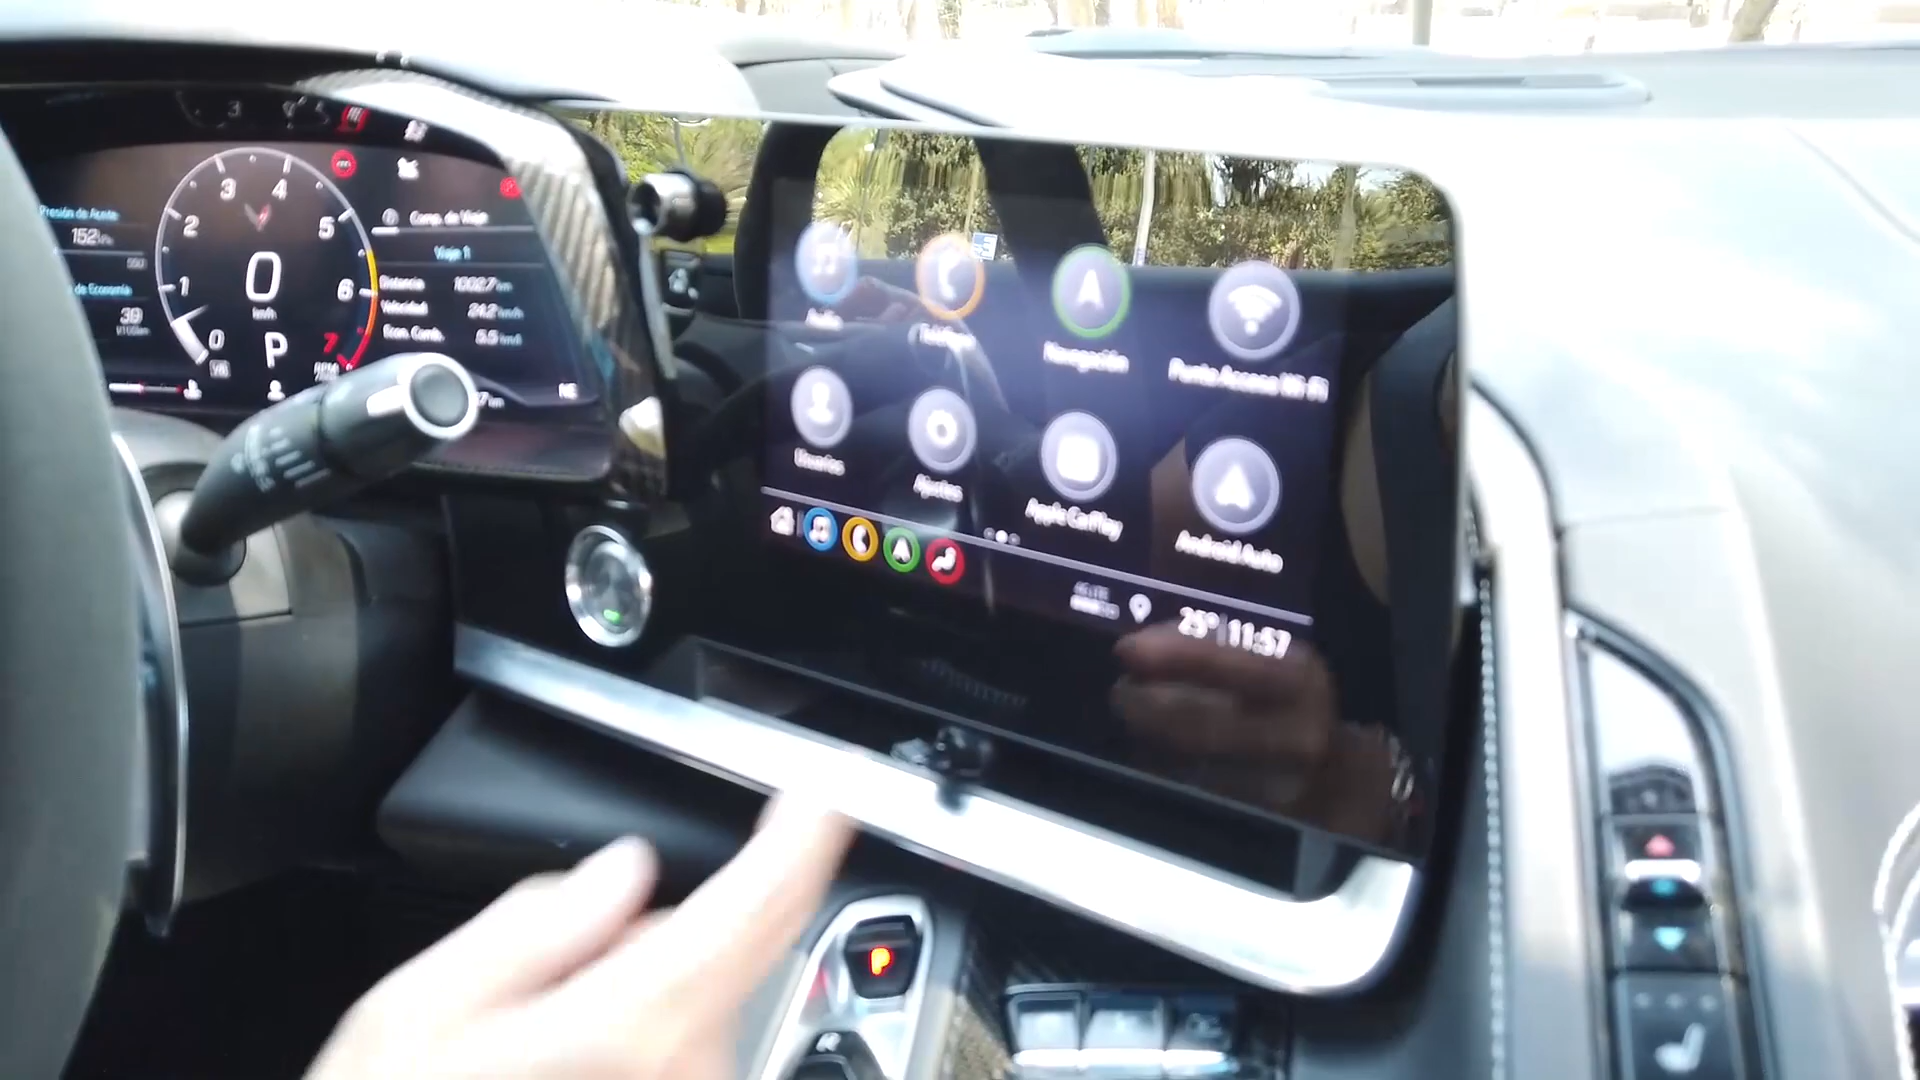 3
Presión de Aceite
152
de Economía
39
0
1
2
3
4
5
6
7
0
km/h
P
RPM
Comp. de Viaje
Viaje 1
Distancia 1002.7 km
Velocidad 24.2 km/h
Econ. Comb. 5.5
NE
Audio
Teléfono
Navegación
Punto Acceso Wi-Fi
Usuarios
Ajustes
Apple CarPlay
Android Auto
25° 11:57
P
R